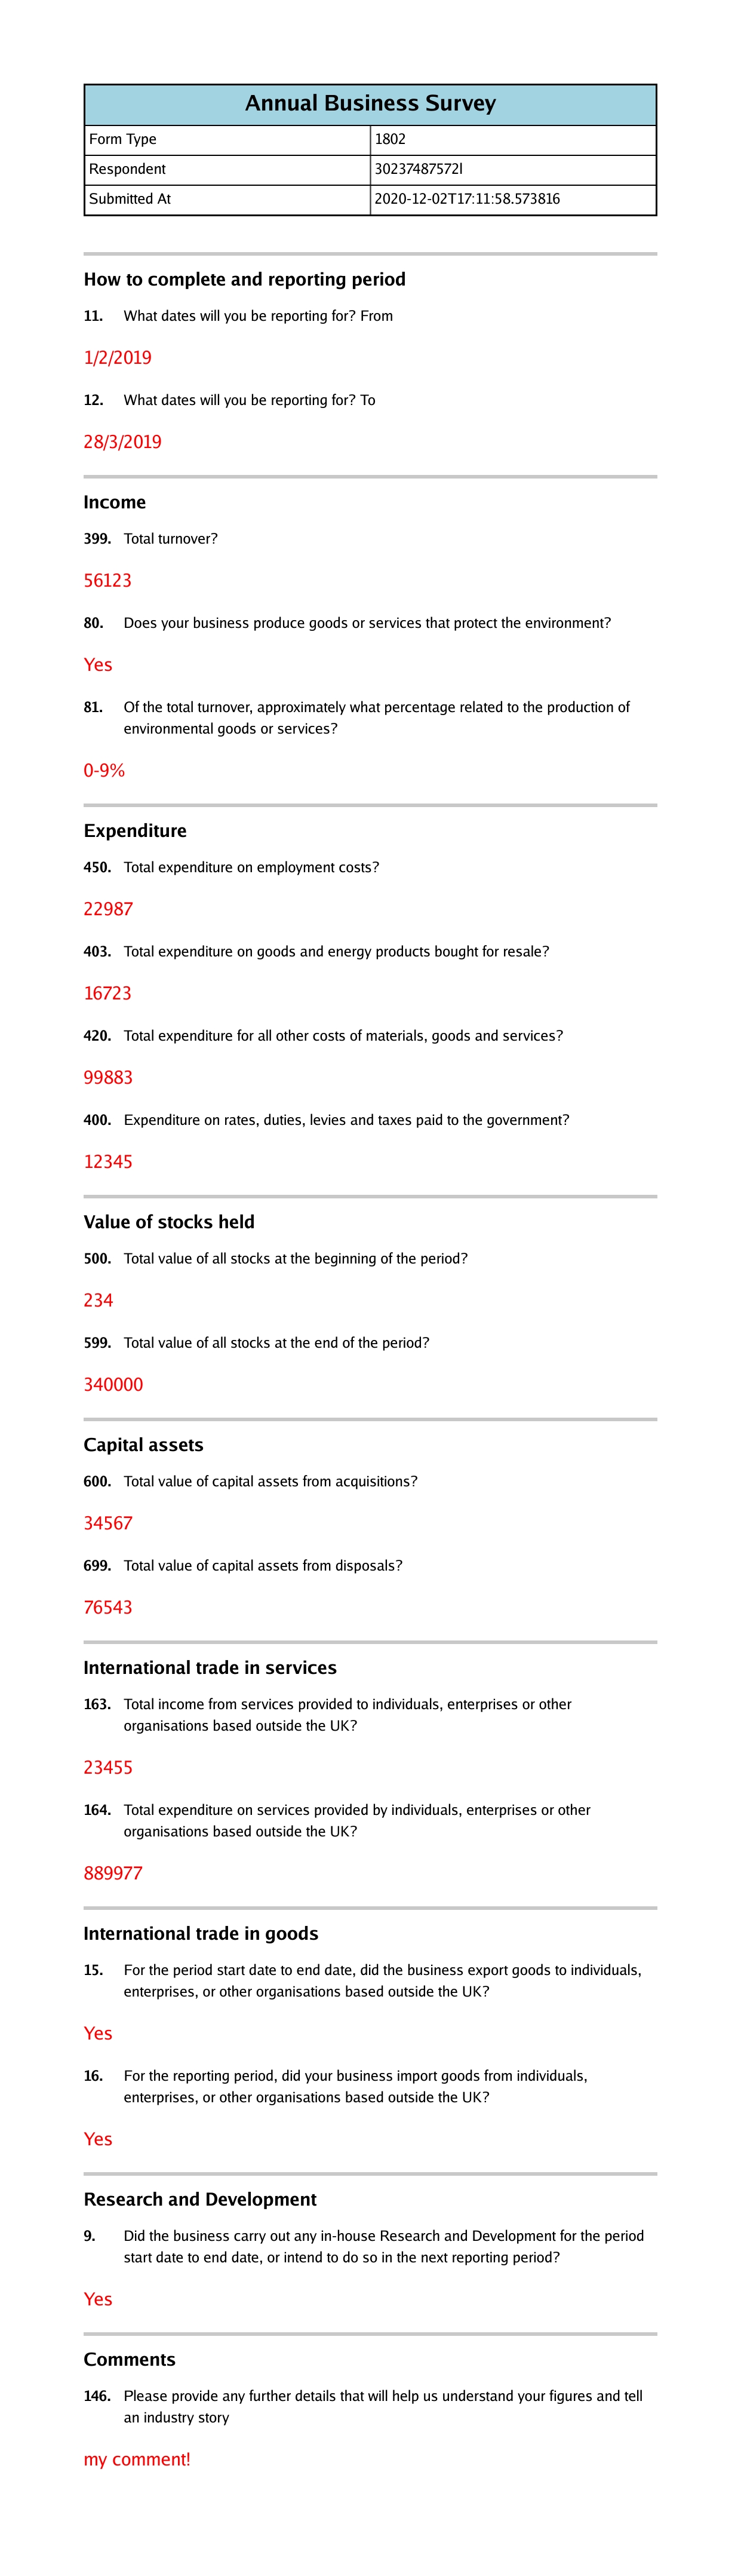 Annual Business Survey
Form Type 1802
Respondent 30237487572I
Submitted At 2020-12-02T17:11:58.573816
How to complete and reporting period
11. What dates will you be reporting for? From
1/2/2019
12. What dates will you be reporting for? To
28/3/2019
Income
399. Total turnover?
56123
80. Does your business produce goods or services that protect the environment?
Yes
81. Of the total turnover, approximately what percentage related to the production of
environmental goods or services?
0-9%
Expenditure
450. Total expenditure on employment costs?
22987
403. Total expenditure on goods and energy products bought for resale?
16723
420. Total expenditure for all other costs of materials, goods and services?
99883
400. Expenditure on rates, duties, levies and taxes paid to the government?
12345
Value of stocks held
500. Total value of all stocks at the beginning of the period?
234
599. Total value of all stocks at the end of the period?
340000
Capital assets
600. Total value of capital assets from acquisitions?
34567
699. Total value of capital assets from disposals?
76543
International trade in services
163. Total income from services provided to individuals, enterprises or other
organisations based outside the UK?
23455
164. Total expenditure on services provided by individuals, enterprises or other
organisations based outside the UK?
889977
International trade in goods
15. For the period start date to end date, did the business export goods to individuals,
enterprises, or other organisations based outside the UK?
Yes
16. For the reporting period, did your business import goods from individuals,
enterprises, or other organisations based outside the UK?
Yes
Research and Development
9. Did the business carry out any in-house Research and Development for the period
start date to end date, or intend to do so in the next reporting period?
Yes
Comments
146. Please provide any further details that will help us understand your figures and tell
an industry story
my comment!